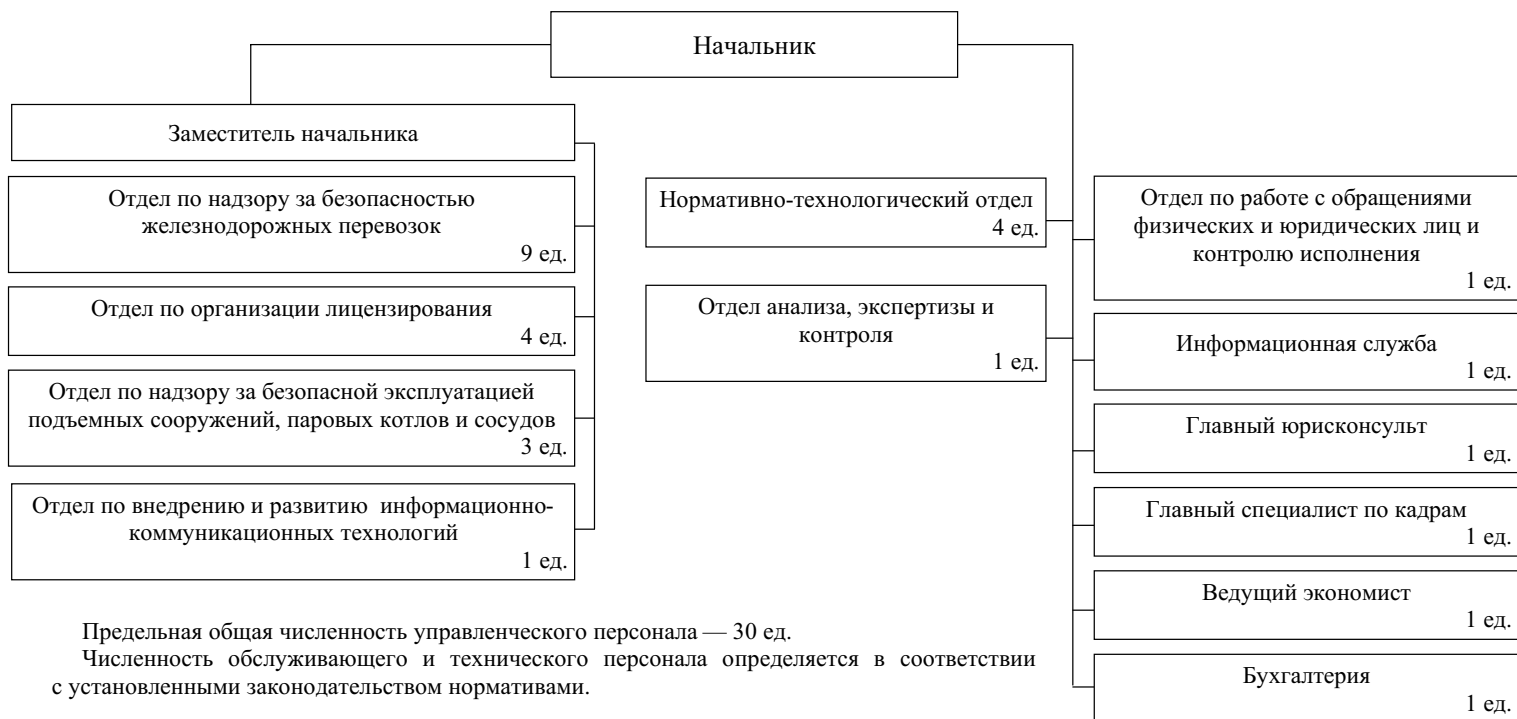 Начальник
Заместитель начальника
Отдел по надзору за безопасностью
железнодорожных перевозок
9 ед.
Отдел по организации лицензирования
4 ед.
Отдел по надзору за безопасной эксплуатацией
подъемных сооружений, паровых котлов и сосудов
3 ед.
Отдел по внедрению и развитию информационно-
коммуникационных технологий
1 ед.
Нормативно-технологический отдел
4 ед.
Отдел анализа, экспертизы и
контроля
1 ед.
Отдел по работе с обращениями
физических и юридических лиц и
контролю исполнения
1 ед.
Информационная служба
1 ед.
Главный юрисконсульт
1 ед.
Главный специалист по кадрам
1 ед.
Ведущий экономист
1 ед.
Бухгалтерия
1 ед.
Предельная общая численность управленческого персонала — 30 ед.
Численность обслуживающего и технического персонала определяется в соответствии
с установленными законодательством нормативами.